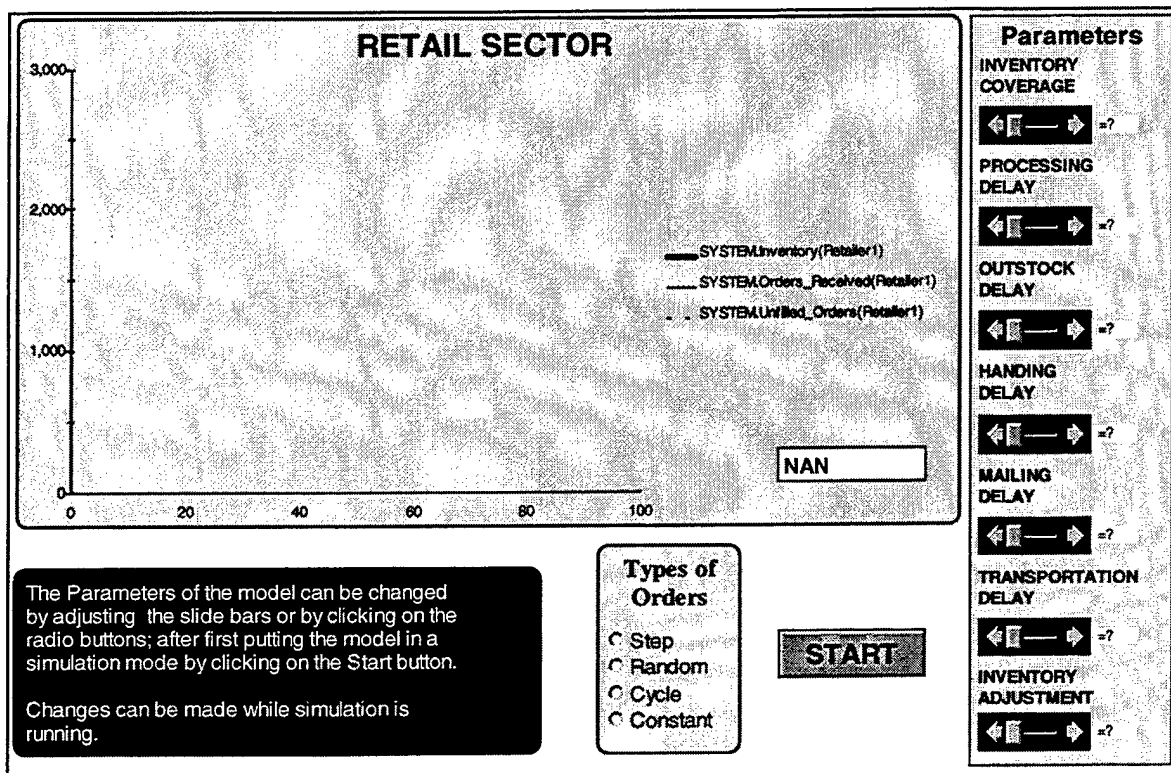 RETAIL SECTOR
3,000
2,000
1,000
0
0 20 40 60 80 100
SYSTEM.Inventory(Retailer1)
SYSTEM.Orders_Received(Retailer1)
SYSTEM.Unfilled_Orders(Retailer1)
NAN
Parameters
INVENTORY
COVERAGE
=?
PROCESSING
DELAY
=?
OUTSTOCK
DELAY
=?
HANDING
DELAY
=?
MAILING
DELAY
=?
TRANSPORTATION
DELAY
=?
INVENTORY
ADJUSTMENT
=?
The Parameters of the model can be changed
by adjusting the slide bars or by clicking on the
radio buttons; after first putting the model in a
simulation mode by clicking on the Start button.
Changes can be made while simulation is
running.
Types of
Orders
Step
Random
Cycle
Constant
START